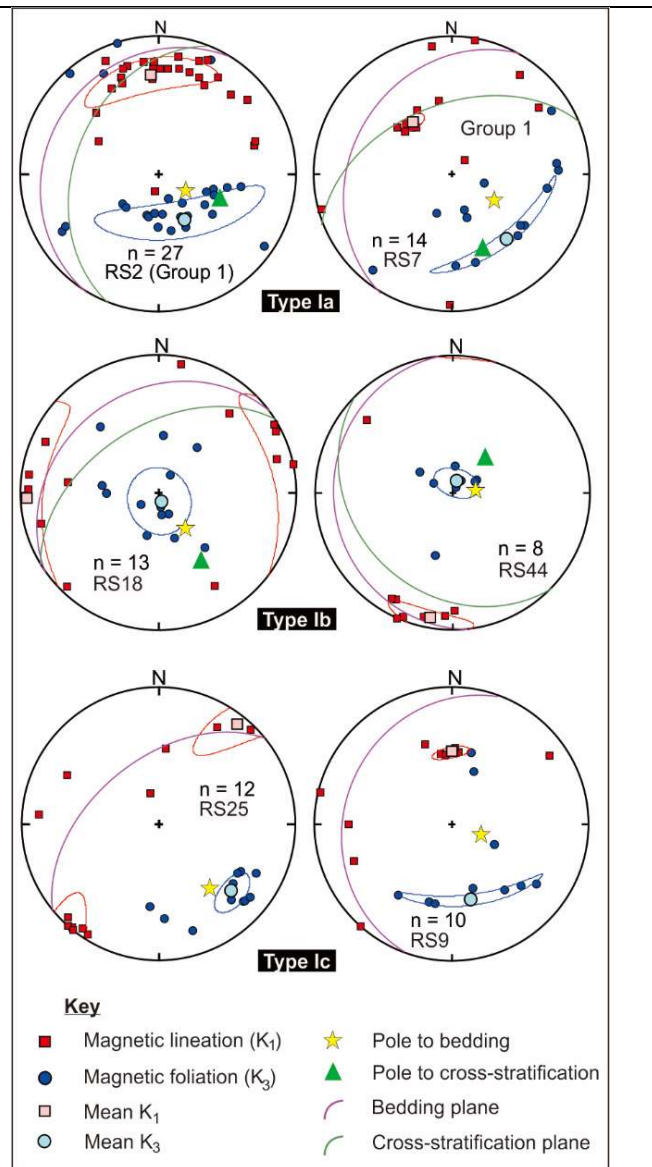 N
N
Group 1
n = 27
RS2 (Group 1)
n = 14
RS7
Type Ia
N
N
n = 13
RS18
n = 8
RS44
Type Ib
N
N
n = 12
RS25
n = 10
RS9
Type Ic
Key
Magnetic lineation (K₁)
Pole to bedding
Magnetic foliation (K₃)
Pole to cross-stratification
Mean K₁
Bedding plane
Mean K₃
Cross-stratification plane